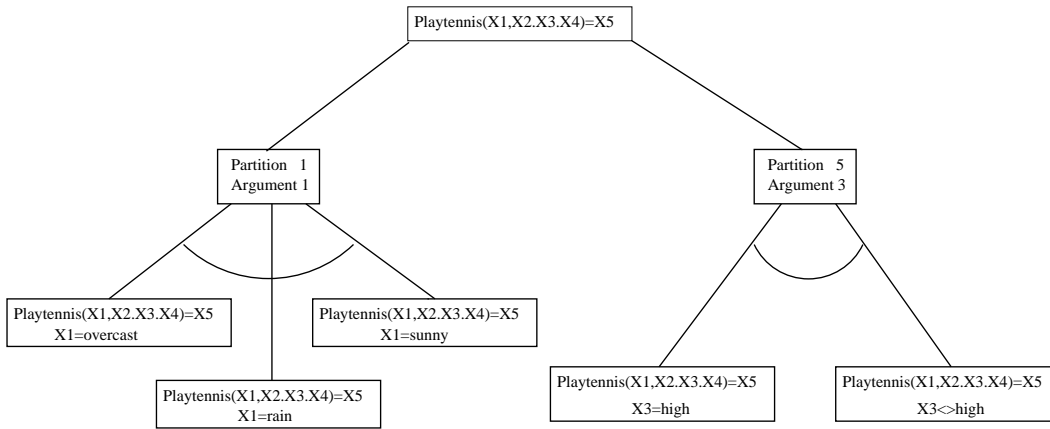 Playtennis(X1,X2.X3.X4)=X5
Partition 1
Argument 1
Partition 5
Argument 3
Playtennis(X1,X2.X3.X4)=X5
X1=overcast
Playtennis(X1,X2.X3.X4)=X5
X1=sunny
Playtennis(X1,X2.X3.X4)=X5
X1=rain
Playtennis(X1,X2.X3.X4)=X5
X3=high
Playtennis(X1,X2.X3.X4)=X5
X3<>high